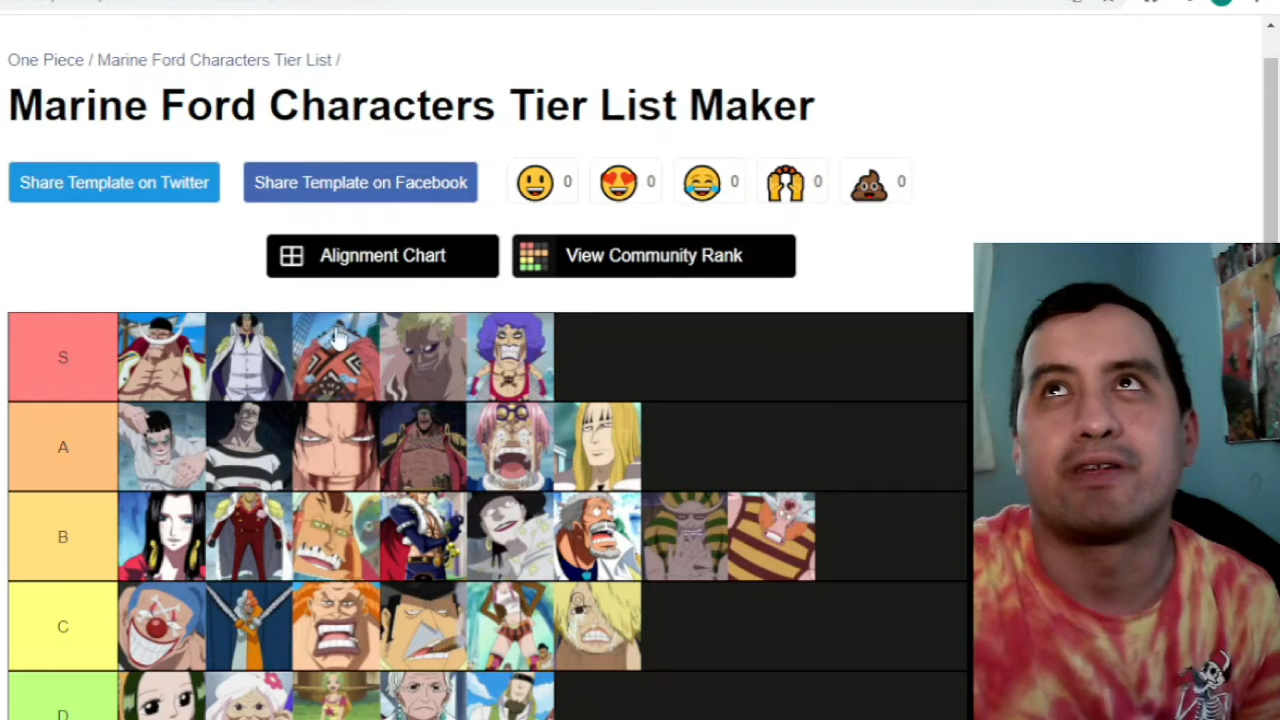 One Piece / Marine Ford Characters Tier List /
Marine Ford Characters Tier List Maker
Share Template on Twitter
Share Template on Facebook
0
0
0
0
0
Alignment Chart
View Community Rank
S
A
B
C
D